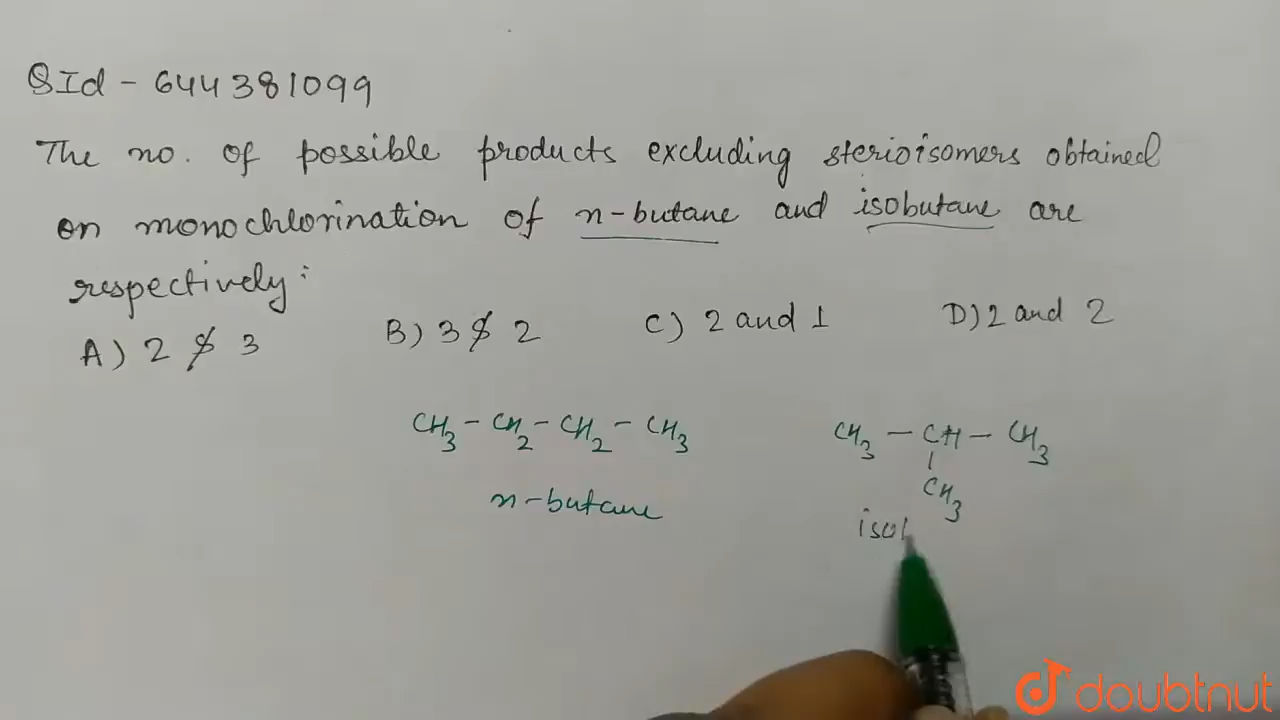 QId - 644381099
The no. of possible products excluding sterioisomers obtained
on monochlorination of n-butane and isobutane are
respectively:
A) 2 & 3 B) 3 & 2 C) 2 and 1 D) 2 and 2
CH3 - CH2 - CH2 - CH3 CH3 - CH - CH3
CH3
n-butane isob
doubtnut